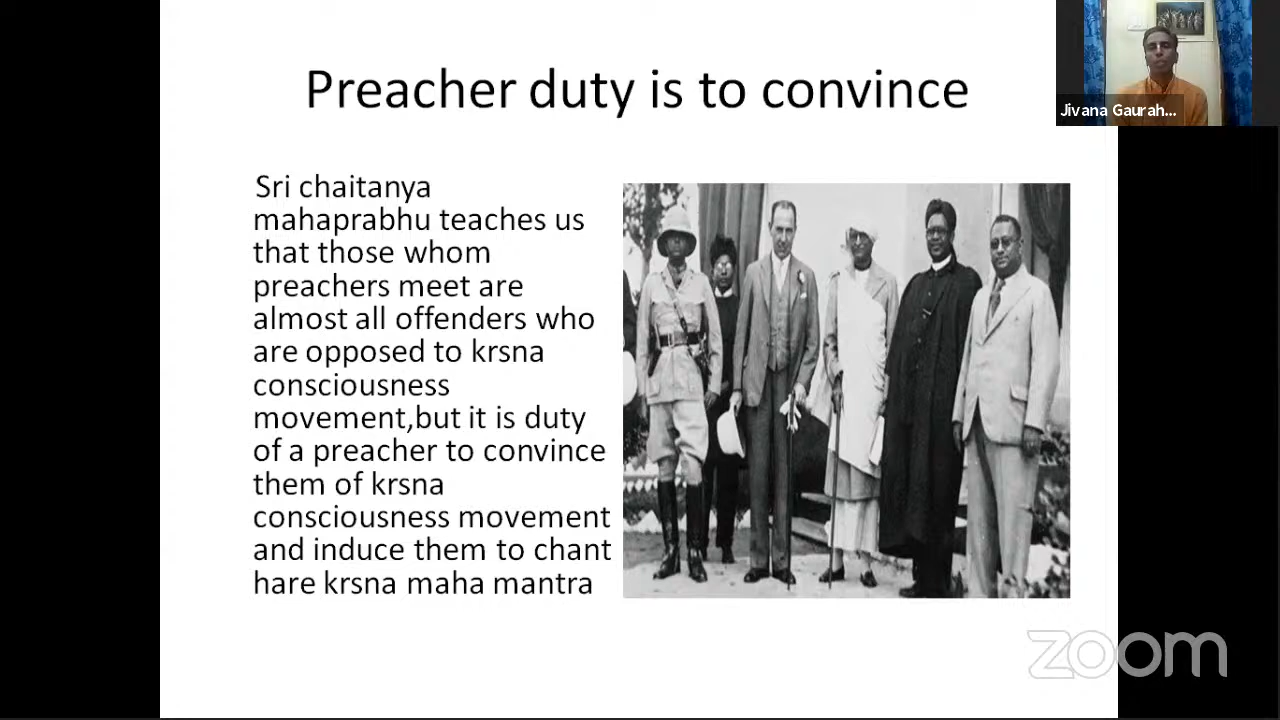 Preacher duty is to convince
Jivana Gaurah...
Sri chaitanya
mahaprabhu teaches us
that those whom
preachers meet are
almost all offenders who
are opposed to krsna
consciousness
movement,but it is duty
of a preacher to convince
them of krsna
consciousness movement
and induce them to chant
hare krsna maha mantra
zoom